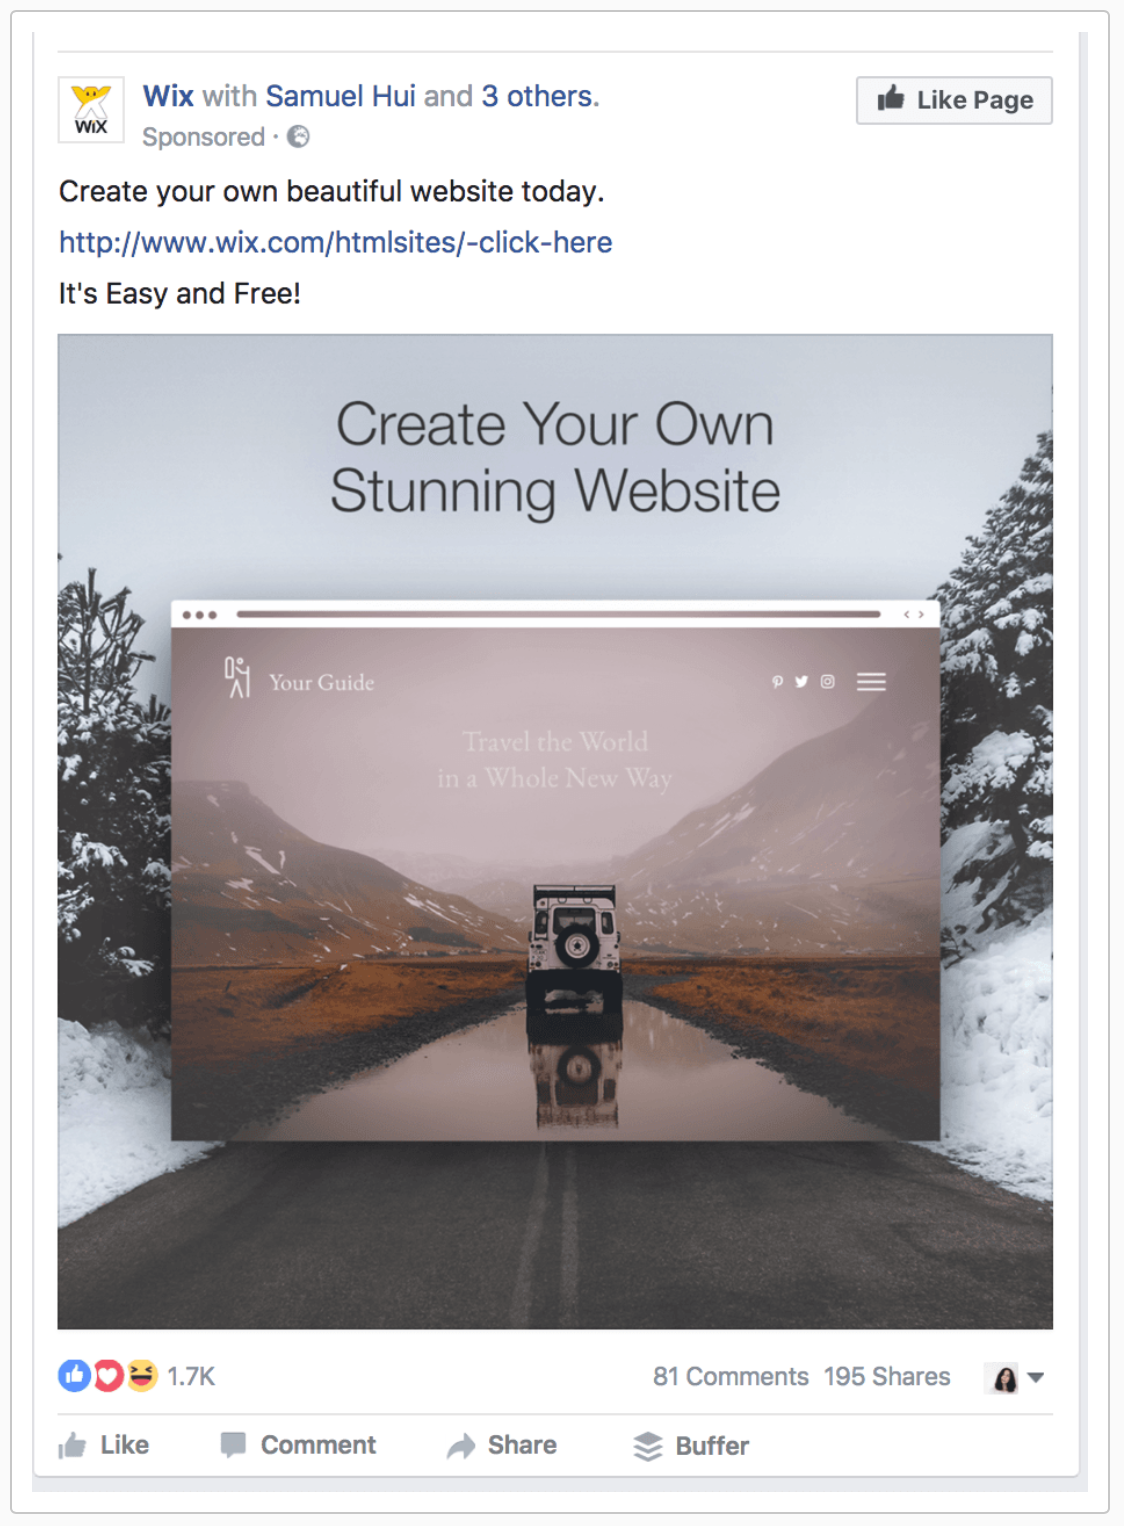 Wix with Samuel Hui and 3 others.
Sponsored ·
WiX
Like Page
Create your own beautiful website today.
http://www.wix.com/htmlsites/-click-here
It's Easy and Free!
Create Your Own
Stunning Website
Your Guide
Travel the World
in a Whole New Way
1.7K
81 Comments 195 Shares
Like Comment Share Buffer